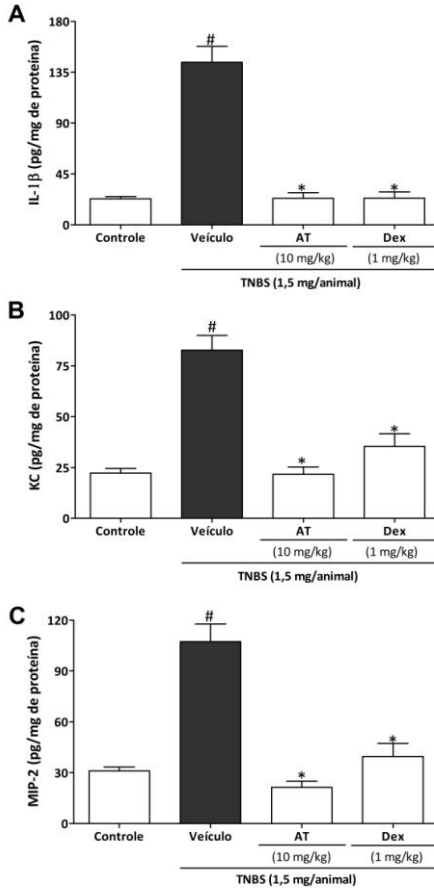 A
IL-1β (pg/mg de proteína)
180
135
90
45
0
#
*
*
Controle Veículo AT Dex
(10 mg/kg) (1 mg/kg)
TNBS (1,5 mg/animal)
B
KC (pg/mg de proteína)
100
75
50
25
0
#
*
*
Controle Veículo AT Dex
(10 mg/kg) (1 mg/kg)
TNBS (1,5 mg/animal)
C
MIP-2 (pg/mg de proteína)
120
90
60
30
0
#
*
*
Controle Veículo AT Dex
(10 mg/kg) (1 mg/kg)
TNBS (1,5 mg/animal)